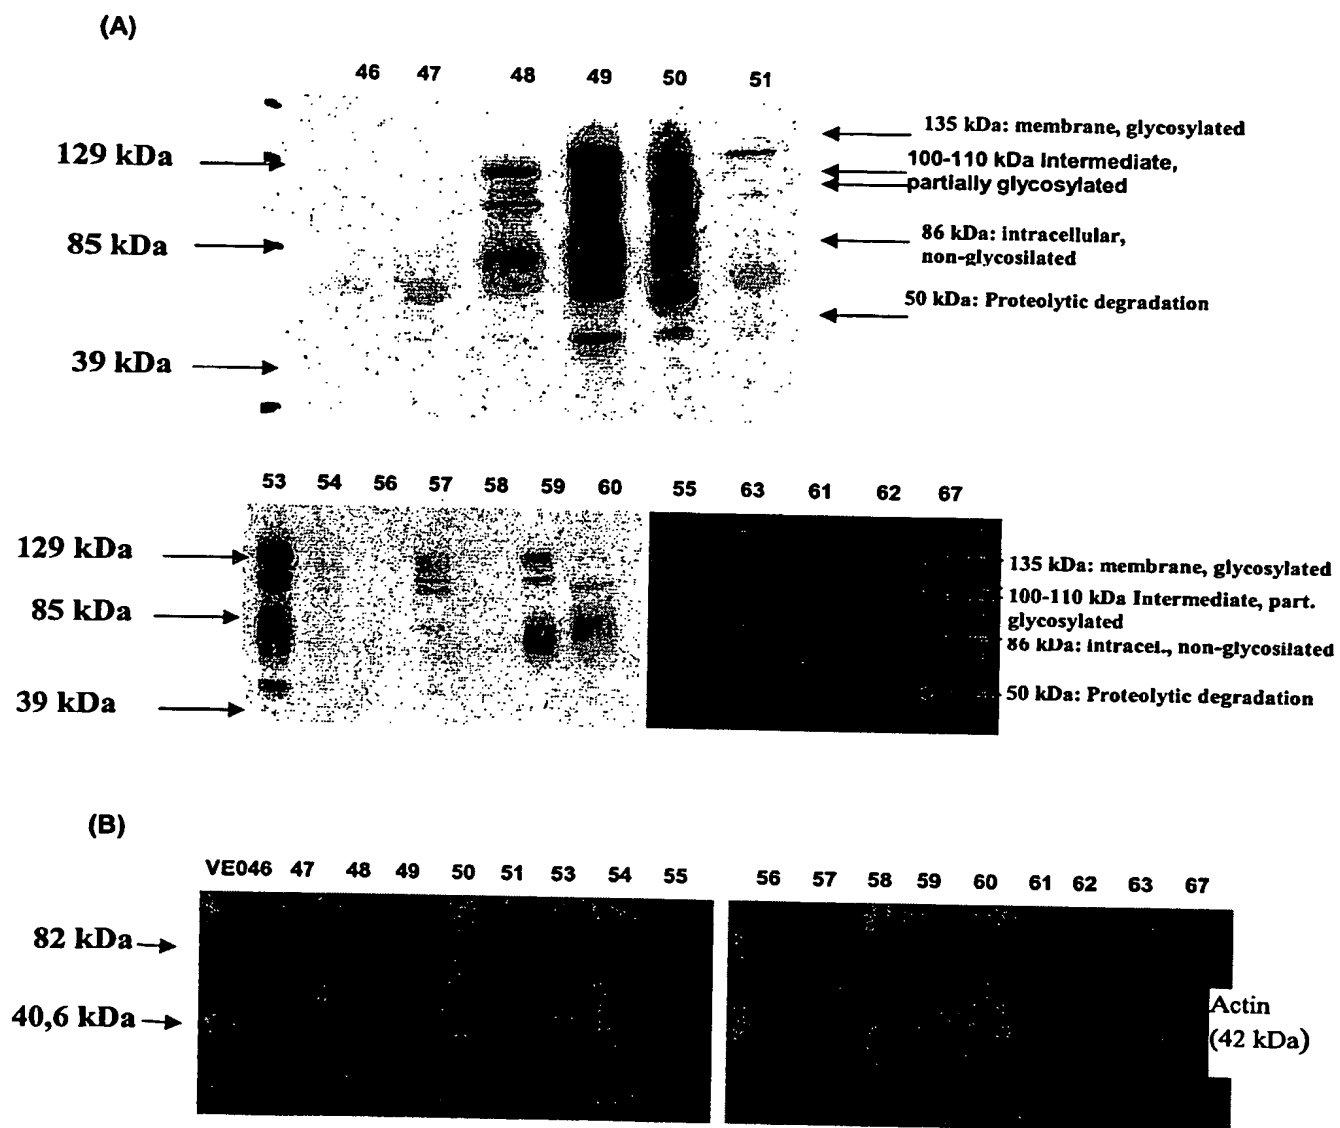 (A)
46 47 48 49 50 51
129 kDa
85 kDa
39 kDa
135 kDa: membrane, glycosylated
100-110 kDa Intermediate,
partially glycosylated
86 kDa: intracellular,
non-glycosilated
50 kDa: Proteolytic degradation
53 54 56 57 58 59 60 55 63 61 62 67
129 kDa
85 kDa
39 kDa
135 kDa: membrane, glycosylated
100-110 kDa Intermediate, part.
glycosylated
86 kDa: intracel., non-glycosilated
50 kDa: Proteolytic degradation
(B)
VE046 47 48 49 50 51 53 54 55 56 57 58 59 60 61 62 63 67
82 kDa
40,6 kDa
Actin
(42 kDa)